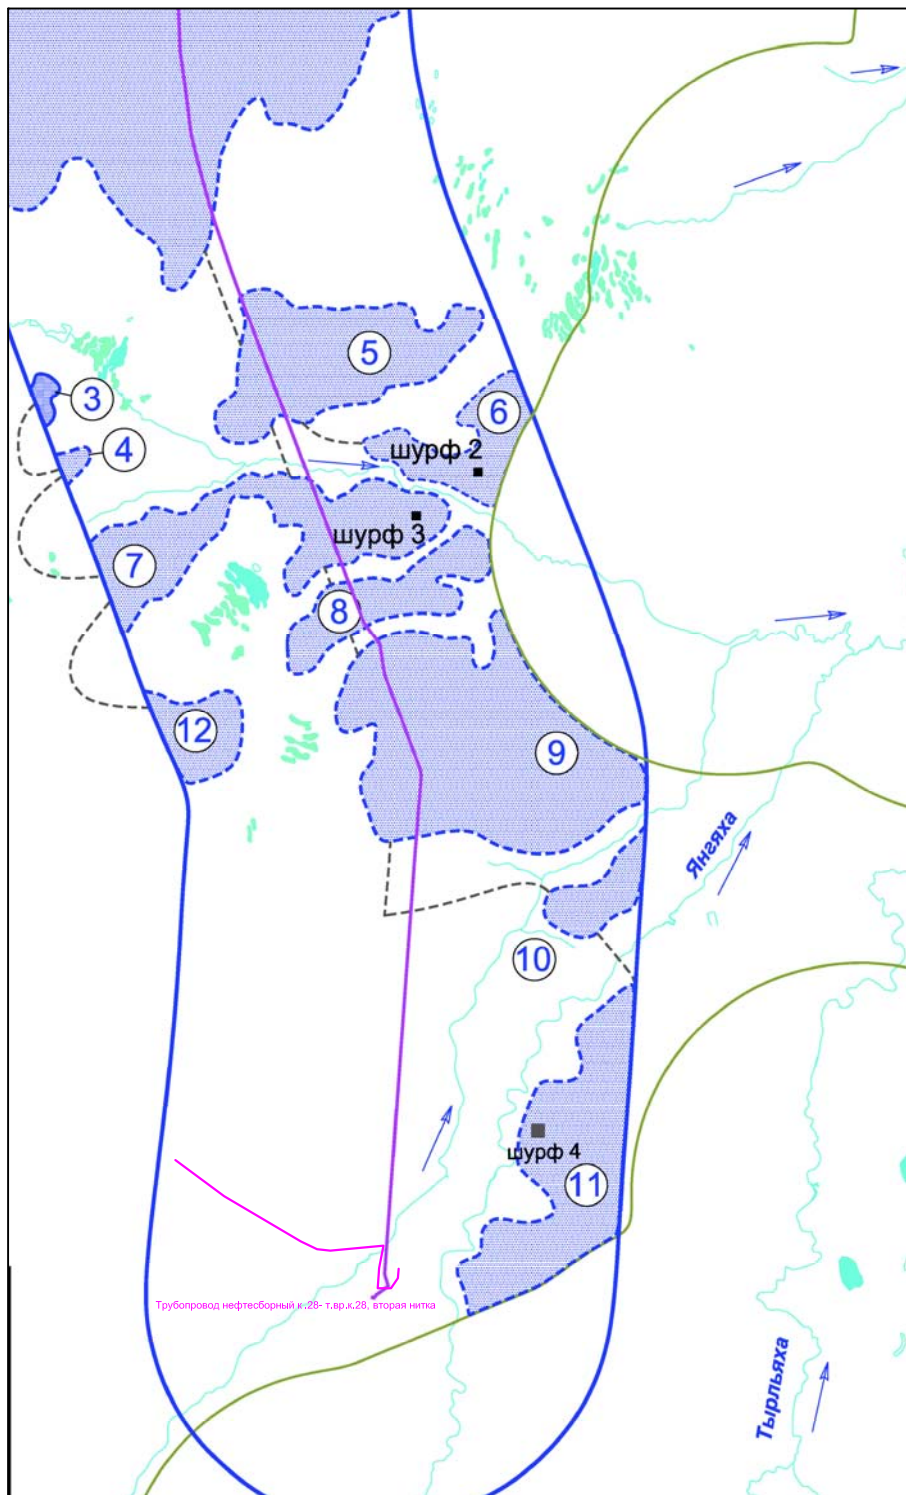 5
3
6
4
шурф 2
шурф 3
7
8
12
9
Янгяха
10
шурф 4
11
Трубопровод нефтесборный к.28- т.вр.к.28, вторая нитка
Тырльяха